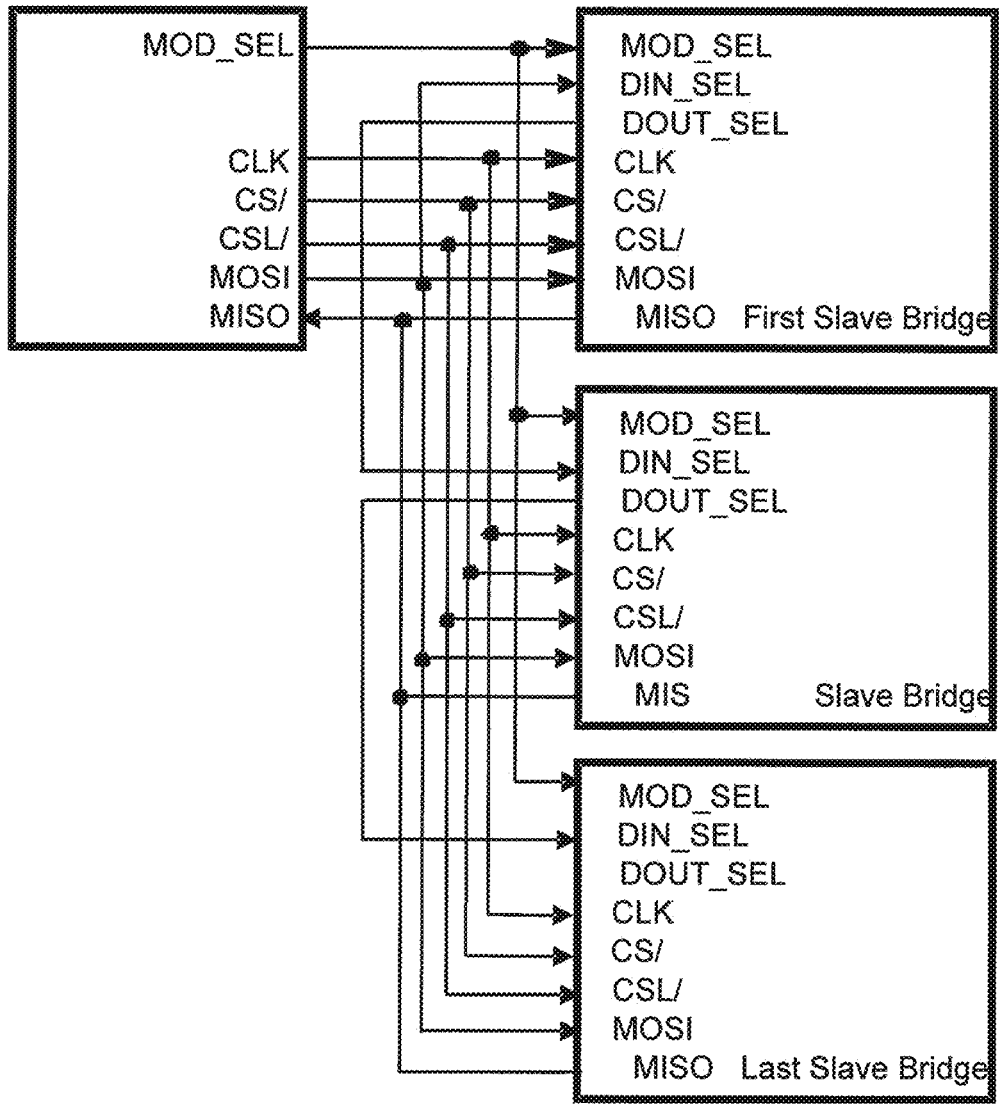 MOD_SEL
CLK
CS/
CSL/
MOSI
MISO
MOD_SEL
DIN_SEL
DOUT_SEL
CLK
CS/
CSL/
MOSI
MISO First Slave Bridge
MOD_SEL
DIN_SEL
DOUT_SEL
CLK
CS/
CSL/
MOSI
MIS Slave Bridge
MOD_SEL
DIN_SEL
DOUT_SEL
CLK
CS/
CSL/
MOSI
MISO Last Slave Bridge